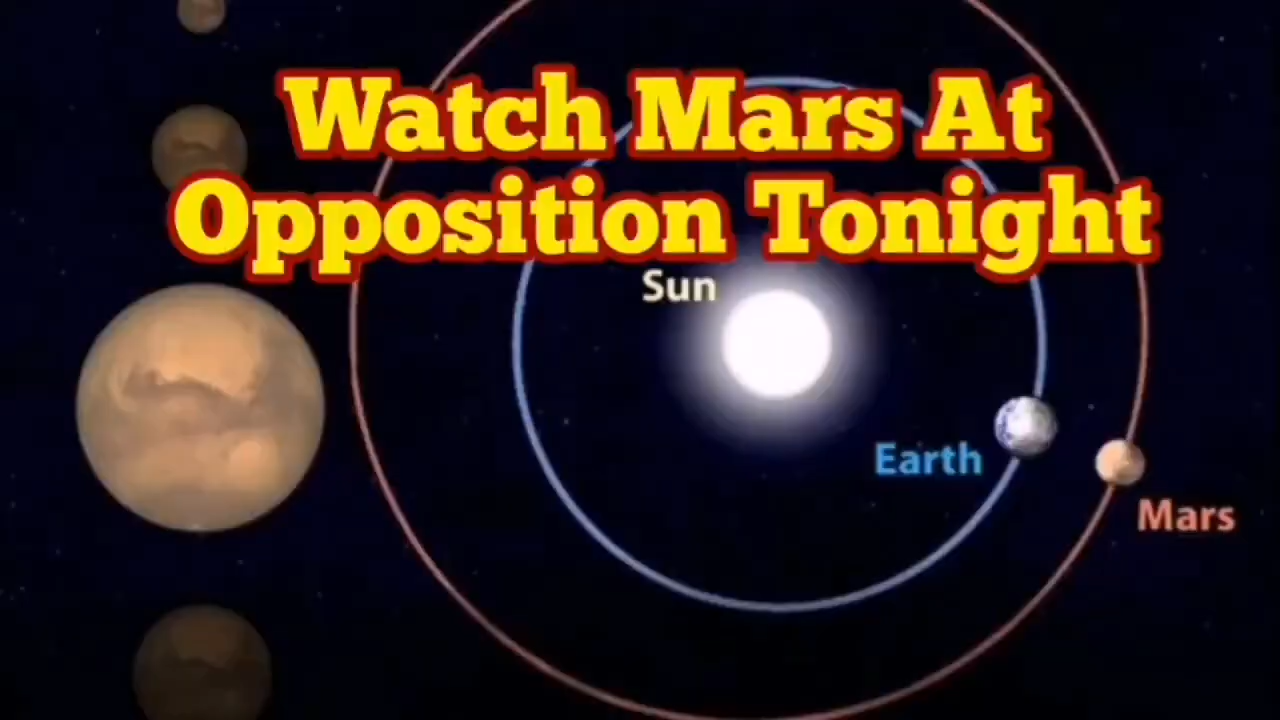 Watch Mars At
Opposition Tonight
Sun
Earth
Mars